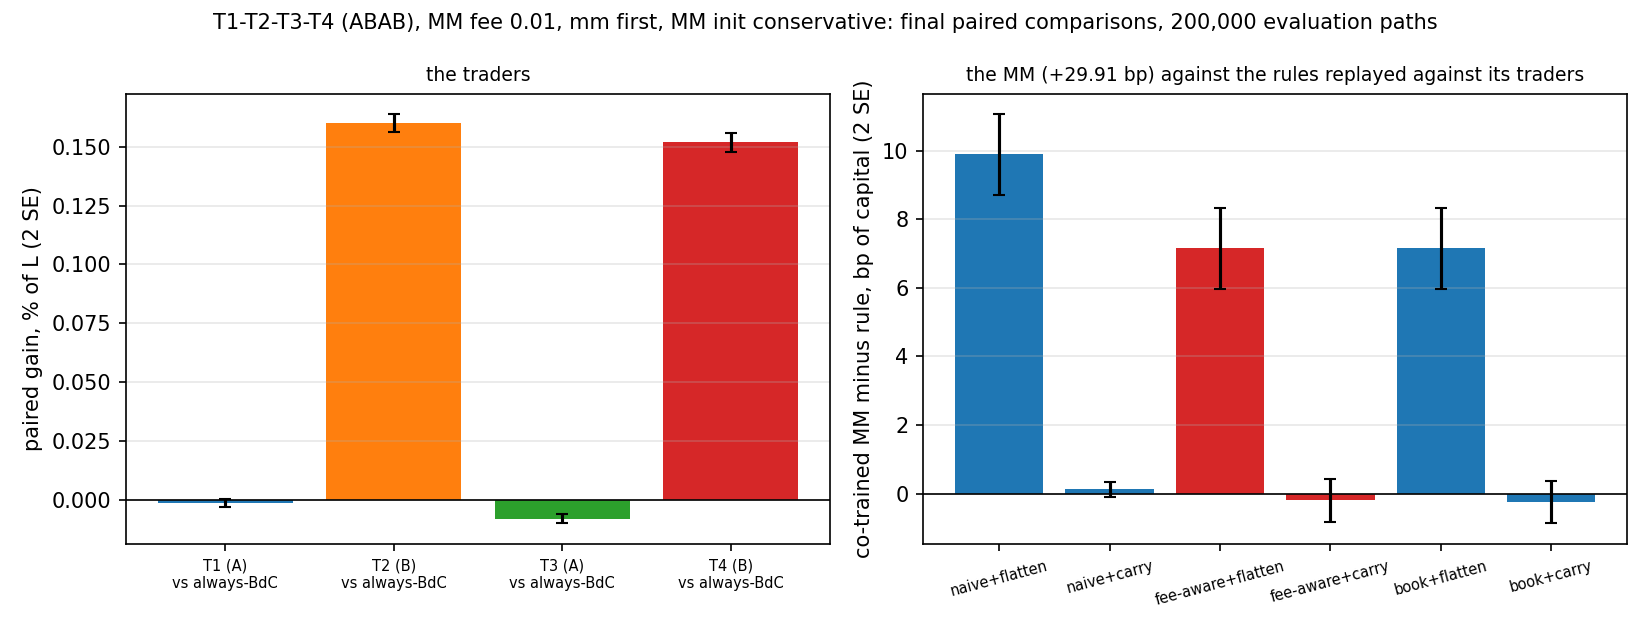 T1-T2-T3-T4 (ABAB), MM fee 0.01, mm first, MM init conservative: final paired comparisons, 200,000 evaluation paths
the traders
paired gain, % of L (2 SE)
0.150
0.125
0.100
0.075
0.050
0.025
0.000
T1 (A)
vs always-BdC
T2 (B)
vs always-BdC
T3 (A)
vs always-BdC
T4 (B)
vs always-BdC
the MM (+29.91 bp) against the rules replayed against its traders
co-trained MM minus rule, bp of capital (2 SE)
10
8
6
4
2
0
naive+flatten
naive+carry
fee-aware+flatten
fee-aware+carry
book+flatten
book+carry